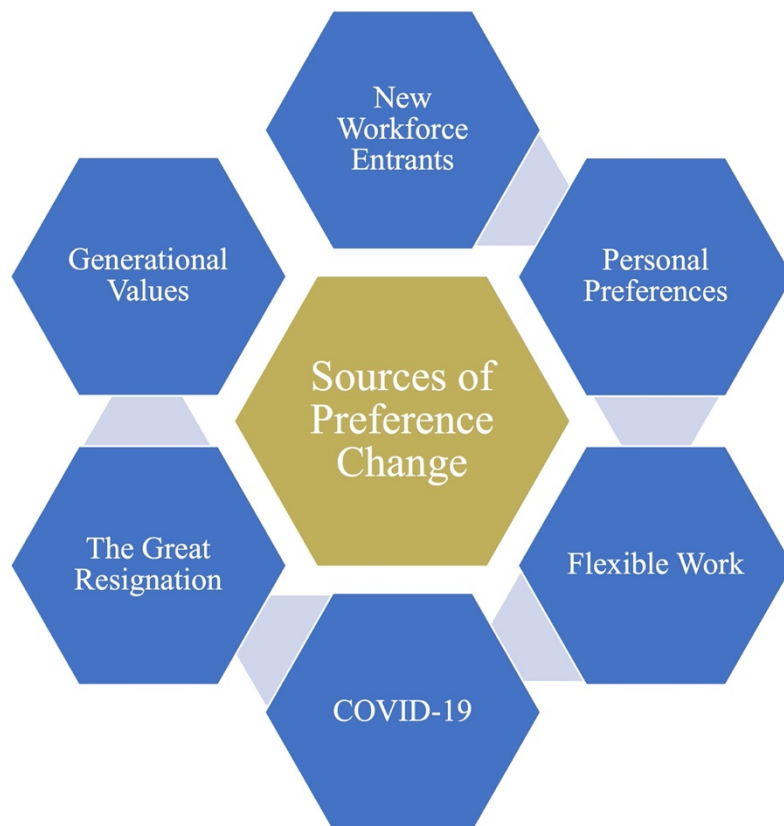 New
Workforce
Entrants
Generational
Values
Personal
Preferences
Sources of
Preference
Change
The Great
Resignation
Flexible Work
COVID-19